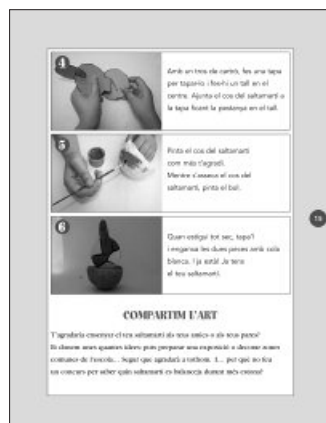 4
Amb un tros de cartró, fes una tapa
per tapar-lo i fes-hi un tall en el
centre. Ajunta el cos del saltamartí a
la tapa ficant la pestanya en el tall.
5
Pinta el cos del saltamartí
com més t'agradi.
Mentre s'asseca el cos del
saltamartí, pinta el bol.
6
Quan estigui tot sec, tapa'l
i enganxa les dues peces amb cola
blanca. I ja està! Ja tens
el teu saltamartí.
COMPARTIM L'ART
T'agradaria ensenyar el teu saltamartí als teus amics o als teus pares?
Et donem unes quantes idees: pots preparar una exposició o decorar zones
comunes de l'escola... Segur que agradarà a tothom. I... per què no feu
un concurs per saber quin saltamartí es balanceja durant més estona?